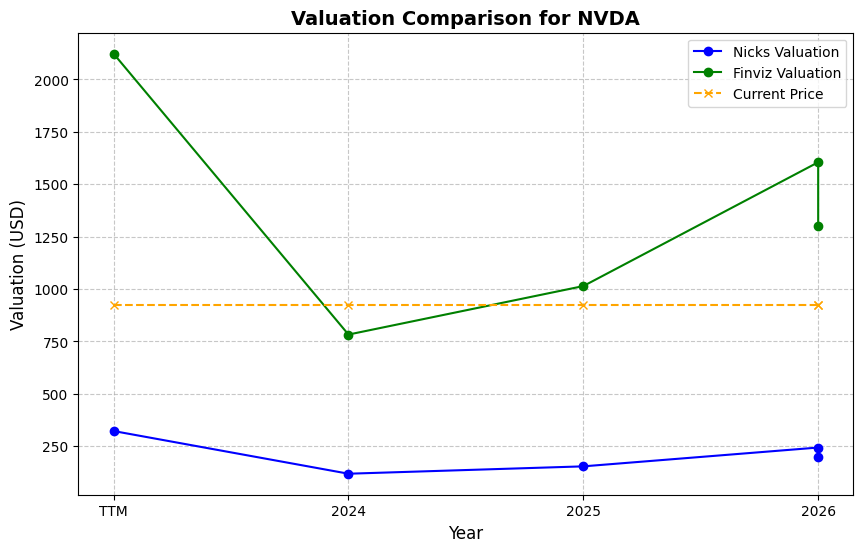 Valuation Comparison for NVDA
Nicks Valuation
Finviz Valuation
Current Price
Valuation (USD)
2000
1750
1500
1250
1000
750
500
250
TTM
2024
2025
2026
Year